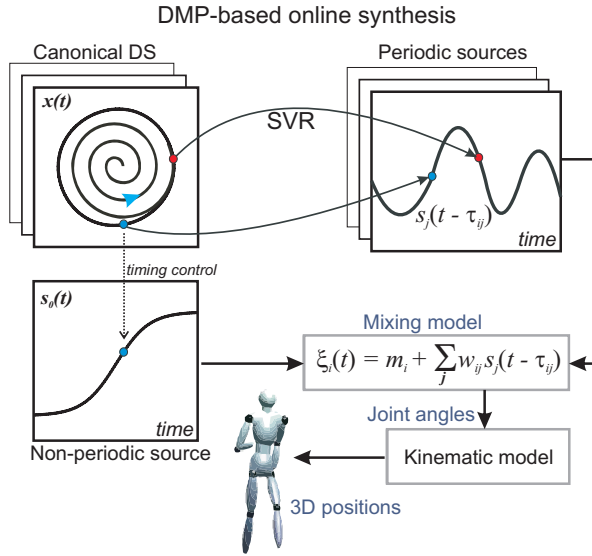 DMP-based online synthesis
Canonical DS
Periodic sources
x(t)
SVR
s_j(t - τ_ij)
time
timing control
s_0(t)
Mixing model
ξ_i(t) = m_i + ∑_j w_ij s_j(t - τ_ij)
time
Joint angles
Non-periodic source
Kinematic model
3D positions